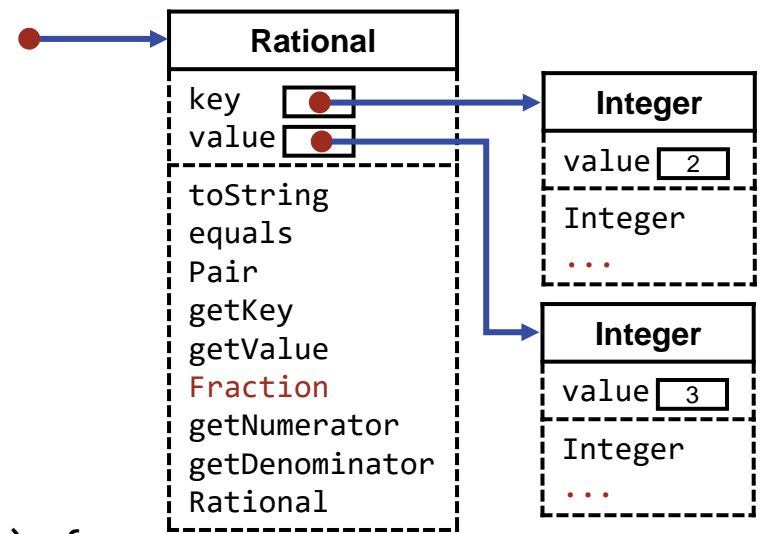 Rational
key
value
toString
equals
Pair
getKey
getValue
Fraction
getNumerator
getDenominator
Rational
Integer
value 2
Integer
...
Integer
value 3
Integer
...
) {